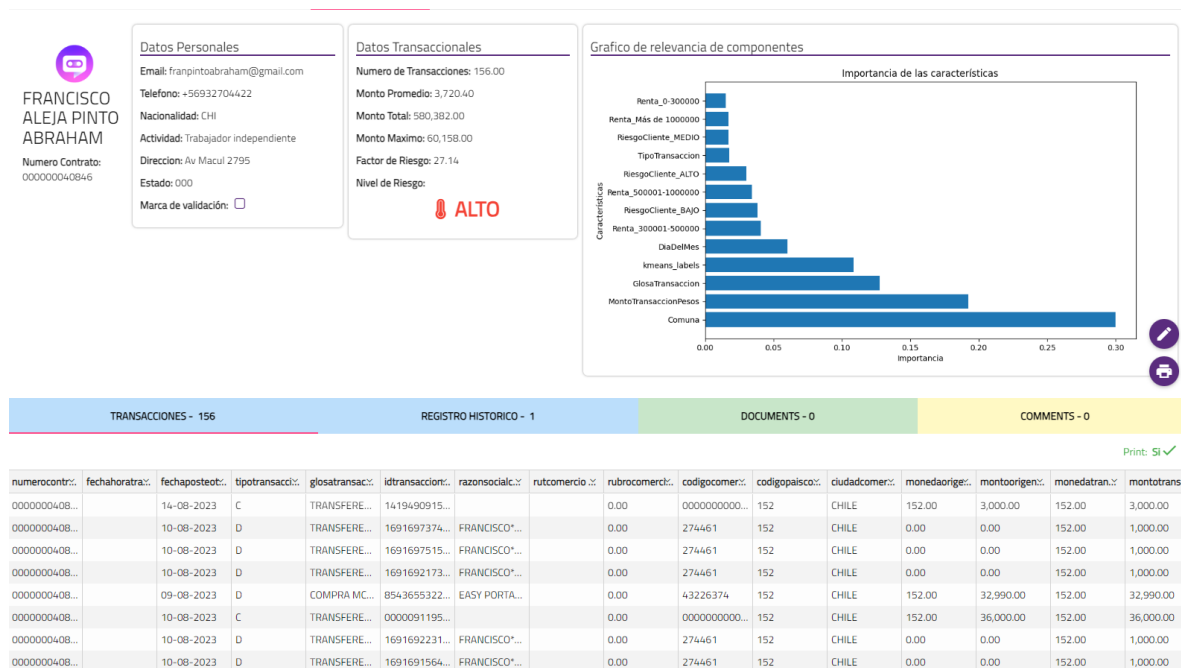 FRANCISCO
ALEJA PINTO
ABRAHAM
Numero Contrato:
000000040846
Datos Personales
Email: franpintoabraham@gmail.com
Telefono: +56932704422
Nacionalidad: CHI
Actividad: Trabajador independiente
Direccion: Av Macul 2795
Estado: 000
Marca de validación:
Datos Transaccionales
Numero de Transacciones: 156.00
Monto Promedio: 3,720.40
Monto Total: 580,382.00
Monto Maximo: 60,158.00
Factor de Riesgo: 27.14
Nivel de Riesgo:
ALTO
Grafico de relevancia de componentes
Importancia de las características
Características
Renta_0-300000
Renta_Más de 1000000
RiesgoCliente_MEDIO
TipoTransaccion
RiesgoCliente_ALTO
Renta_500001-1000000
RiesgoCliente_BAJO
Renta_300001-500000
DiaDelMes
kmeans_labels
GlosaTransaccion
MontoTransaccionPesos
Comuna
0.00 0.05 0.10 0.15 0.20 0.25 0.30
Importancia
TRANSACCIONES - 156 REGISTRO HISTORICO - 1 DOCUMENTS - 0 COMMENTS - 0
Print: Si
numerocontr... fechahoratra... fechaposteot... tipotransacci... glosatransac... idtransaccion... razonsocialc... rutcomercio ... rubrocomerci... codigocomer... codigopaisco... ciudadcomer... monedaorige... montoorigen... monedatran... montotrans
0000000408... 14-08-2023 C TRANSFERE... 1419490915... 0.00 0000000000... 152 CHILE 152.00 3,000.00 152.00 3,000.00
0000000408... 10-08-2023 D TRANSFERE... 1691697374... FRANCISCO*... 0.00 274461 152 CHILE 0.00 0.00 152.00 1,000.00
0000000408... 10-08-2023 D TRANSFERE... 1691697515... FRANCISCO*... 0.00 274461 152 CHILE 0.00 0.00 152.00 1,000.00
0000000408... 10-08-2023 D TRANSFERE... 1691692173... FRANCISCO*... 0.00 274461 152 CHILE 0.00 0.00 152.00 1,000.00
0000000408... 09-08-2023 D COMPRA MC... 8543655322... EASY PORTA... 0.00 43226374 152 CHILE 152.00 32,990.00 152.00 32,990.00
0000000408... 10-08-2023 C TRANSFERE... 0000091195... 0.00 0000000000... 152 CHILE 152.00 36,000.00 152.00 36,000.00
0000000408... 10-08-2023 D TRANSFERE... 1691692231... FRANCISCO*... 0.00 274461 152 CHILE 0.00 0.00 152.00 1,000.00
0000000408... 10-08-2023 D TRANSFERE... 1691691564... FRANCISCO*... 0.00 274461 152 CHILE 0.00 0.00 152.00 1,000.00